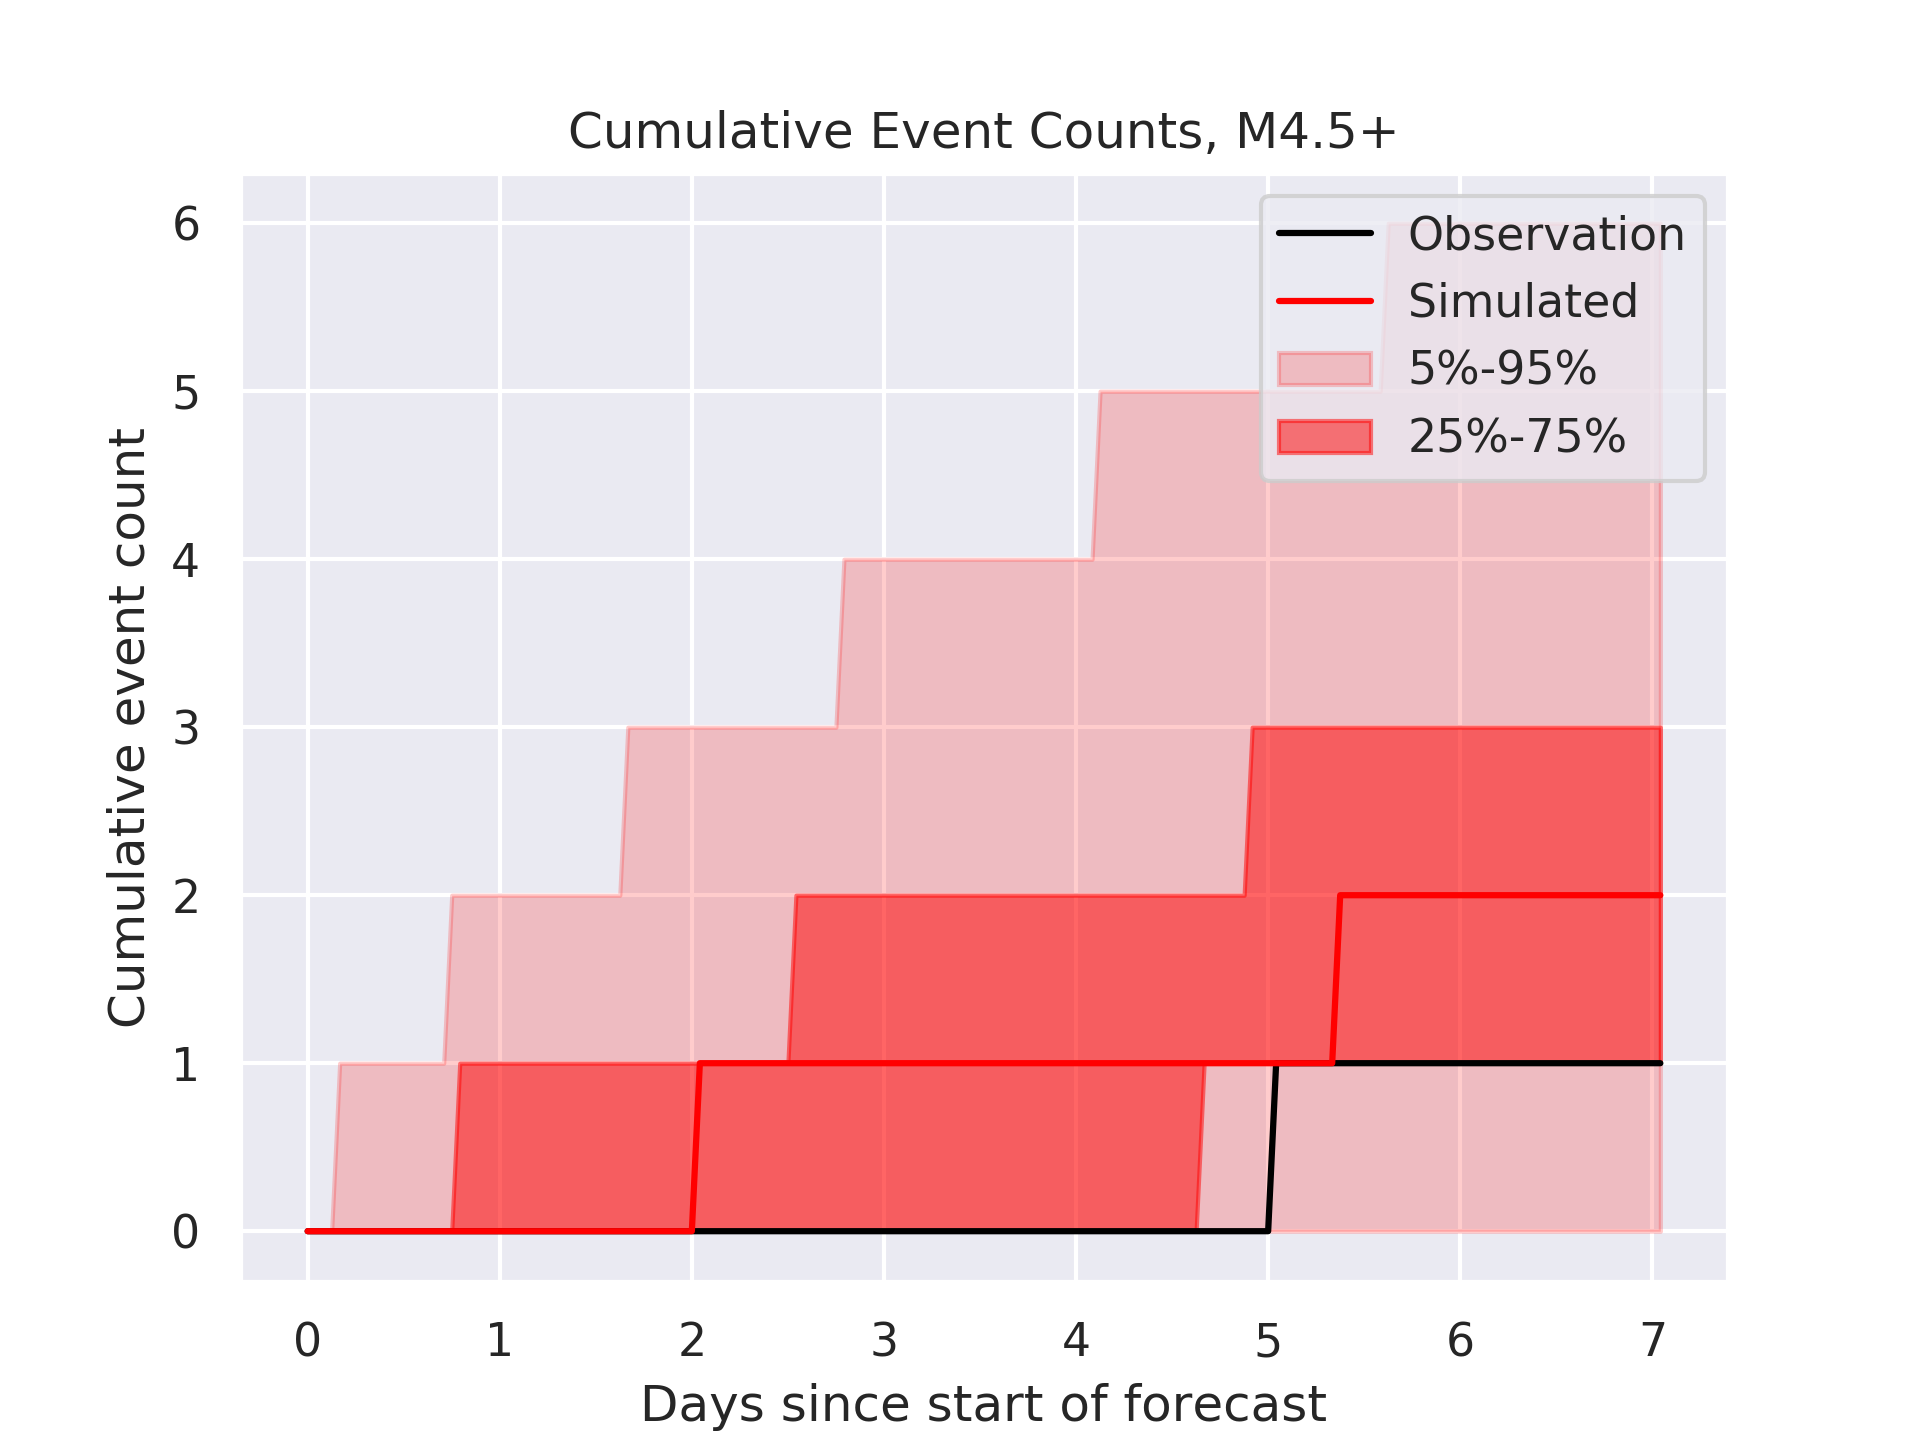 Cumulative Event Counts, M4.5+
Cumulative event count
6
5
4
3
2
1
0
Observation
Simulated
5%-95%
25%-75%
0 1 2 3 4 5 6 7
Days since start of forecast